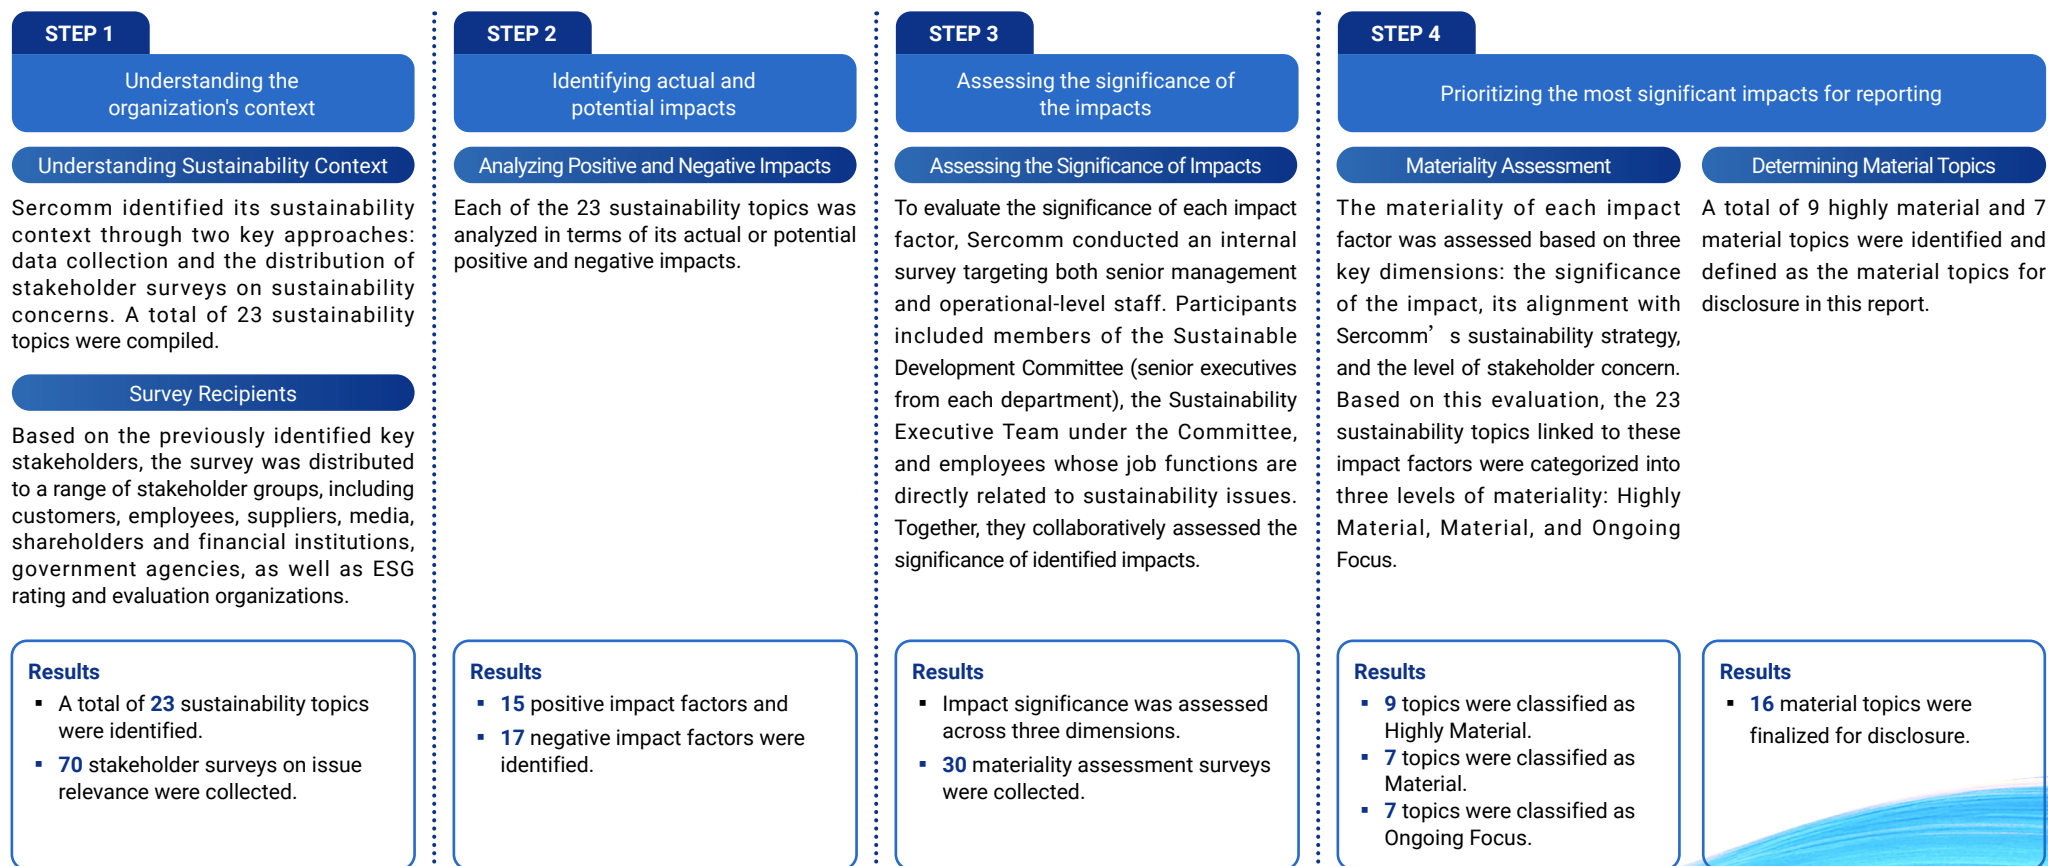 STEP 1
Understanding the
organization's context
Understanding Sustainability Context
Sercomm identified its sustainability
context through two key approaches:
data collection and the distribution of
stakeholder surveys on sustainability
concerns. A total of 23 sustainability
topics were compiled.
Survey Recipients
Based on the previously identified key
stakeholders, the survey was distributed
to a range of stakeholder groups, including
customers, employees, suppliers, media,
shareholders and financial institutions,
government agencies, as well as ESG
rating and evaluation organizations.
Results
▪ A total of 23 sustainability topics
were identified.
▪ 70 stakeholder surveys on issue
relevance were collected.
STEP 2
Identifying actual and
potential impacts
Analyzing Positive and Negative Impacts
Each of the 23 sustainability topics was
analyzed in terms of its actual or potential
positive and negative impacts.
Results
▪ 15 positive impact factors and
▪ 17 negative impact factors were
identified.
STEP 3
Assessing the significance of
the impacts
Assessing the Significance of Impacts
To evaluate the significance of each impact
factor, Sercomm conducted an internal
survey targeting both senior management
and operational-level staff. Participants
included members of the Sustainable
Development Committee (senior executives
from each department), the Sustainability
Executive Team under the Committee,
and employees whose job functions are
directly related to sustainability issues.
Together, they collaboratively assessed the
significance of identified impacts.
Results
▪ Impact significance was assessed
across three dimensions.
▪ 30 materiality assessment surveys
were collected.
STEP 4
Prioritizing the most significant impacts for reporting
Materiality Assessment
The materiality of each impact
factor was assessed based on three
key dimensions: the significance
of the impact, its alignment with
Sercomm’ s sustainability strategy,
and the level of stakeholder concern.
Based on this evaluation, the 23
sustainability topics linked to these
impact factors were categorized into
three levels of materiality: Highly
Material, Material, and Ongoing
Focus.
Results
▪ 9 topics were classified as
Highly Material.
▪ 7 topics were classified as
Material.
▪ 7 topics were classified as
Ongoing Focus.
Determining Material Topics
A total of 9 highly material and 7
material topics were identified and
defined as the material topics for
disclosure in this report.
Results
▪ 16 material topics were
finalized for disclosure.